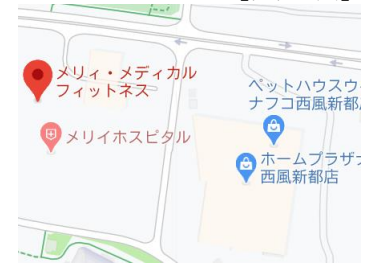 メリィ・メディカル
フィットネス
メリイホスピタル
ペットハウスウ
ナフコ西風新都
ホームプラザナ
西風新都店